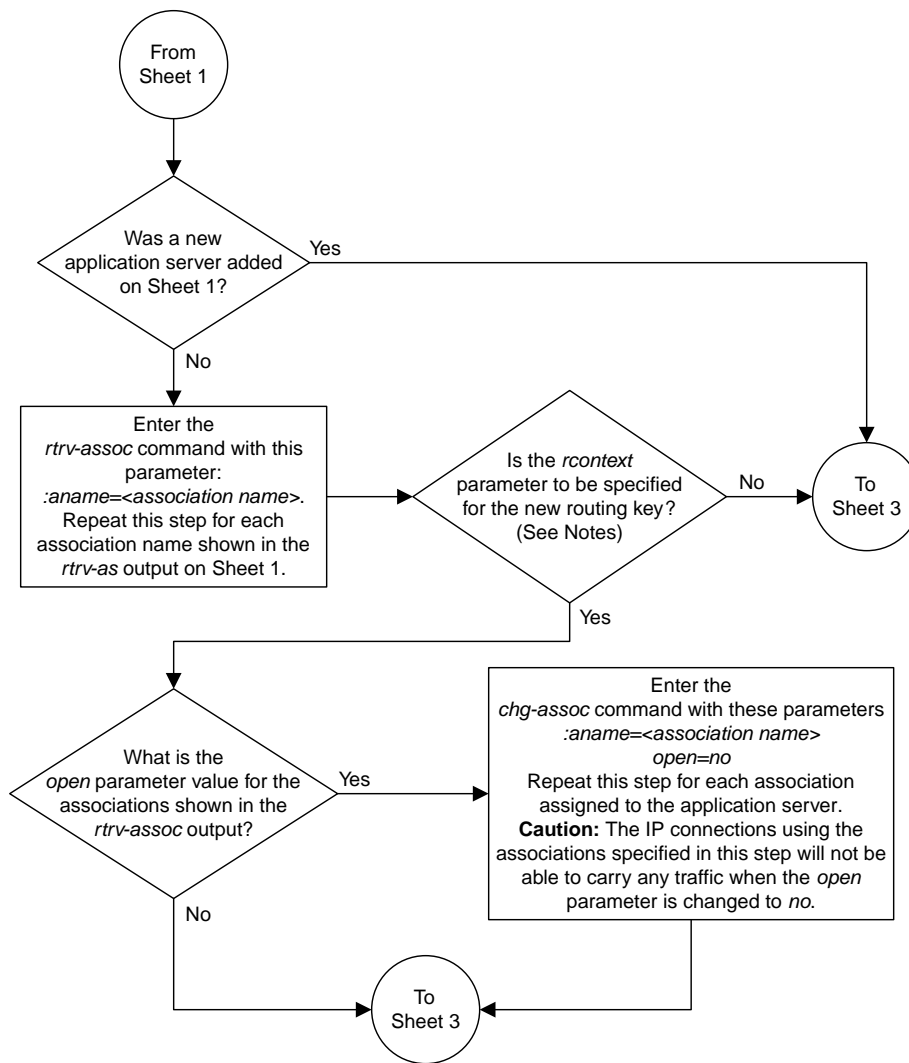 From
Sheet 1
Was a new
application server added
on Sheet 1?
Yes
No
Enter the
rtrv-assoc command with this
parameter:
:aname=<association name>.
Repeat this step for each
association name shown in the
rtrv-as output on Sheet 1.
Is the rcontext
parameter to be specified
for the new routing key?
(See Notes)
No
To
Sheet 3
Yes
What is the
open parameter value for the
associations shown in the
rtrv-assoc output?
Yes
No
Enter the
chg-assoc command with these parameters
:aname=<association name>
open=no
Repeat this step for each association
assigned to the application server.
Caution: The IP connections using the
associations specified in this step will not be
able to carry any traffic when the open
parameter is changed to no.
To
Sheet 3